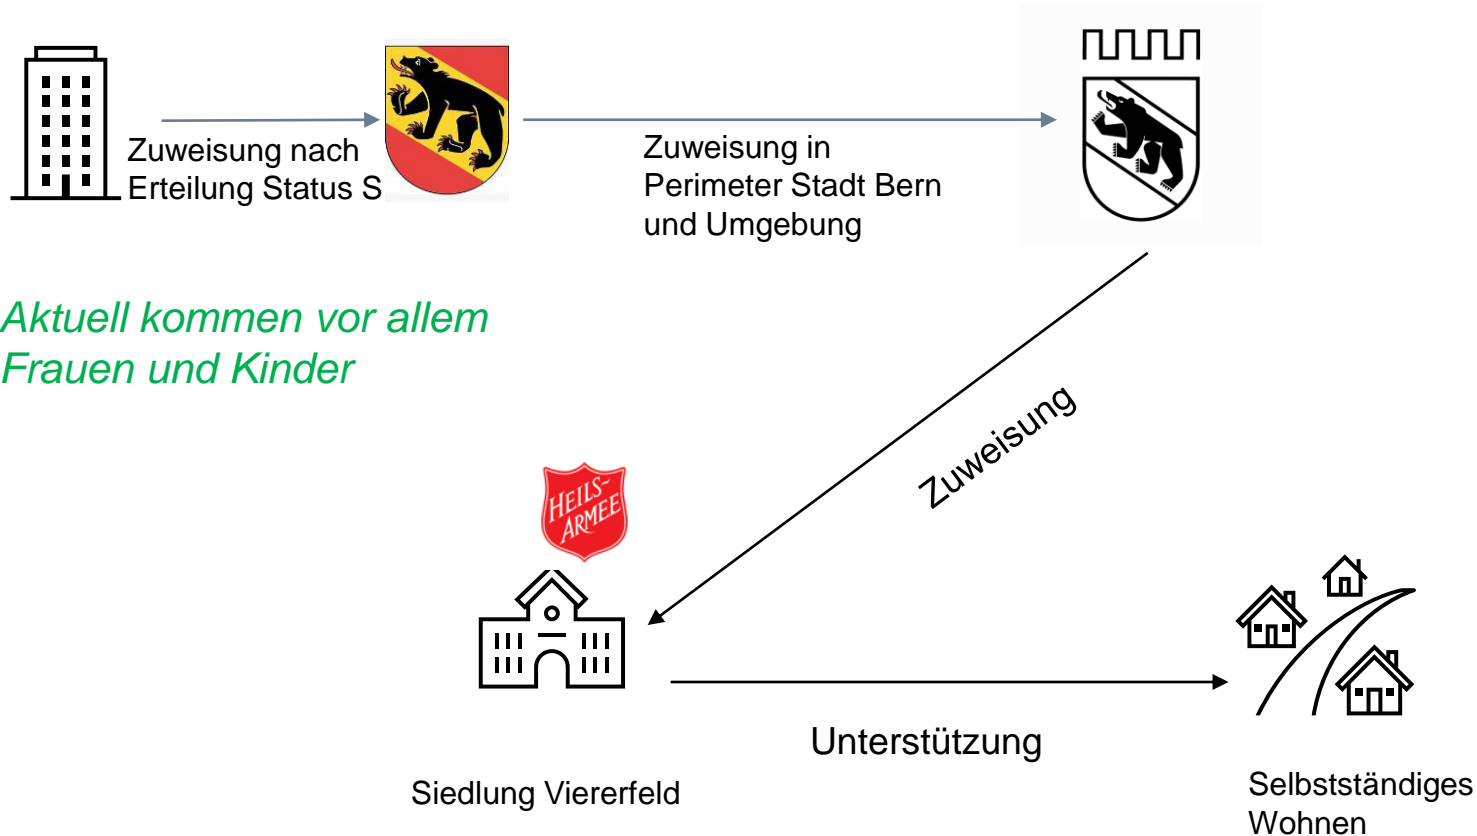 Zuweisung nach
Erteilung Status S
Zuweisung in
Perimeter Stadt Bern
und Umgebung
Aktuell kommen vor allem
Frauen und Kinder
Zuweisung
HEILS-
ARMEE
Unterstützung
Siedlung Viererfeld
Selbstständiges
Wohnen